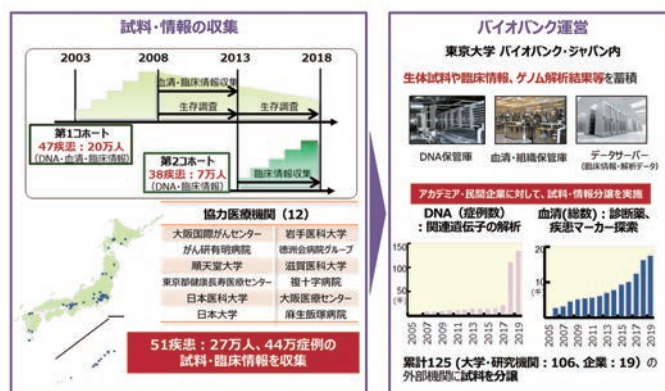 試料・情報の収集
2003 2008 2013 2018
血清・臨床情報収集
生存調査 生存調査
第1コホート
47疾患：20万人
(DNA・血清・臨床情報)
第2コホート
38疾患：7万人
(DNA・臨床情報)
臨床情報収集
協力医療機関（12）
大阪国際がんセンター 岩手医科大学
がん研有明病院 徳洲会病院グループ
順天堂大学 滋賀医科大学
東京都健康長寿医療センター 複十字病院
日本医科大学 大阪医療センター
日本大学 麻生飯塚病院
51疾患：27万人、44万症例の
試料・臨床情報を収集
バイオバンク運営
東京大学 バイオバンク・ジャパン内
生体試料や臨床情報、ゲノム解析結果等を蓄積
DNA保管庫 血清・組織保管庫 データサーバー
(臨床情報・解析データ)
アカデミア・民間企業に対して、試料・情報分譲を実施
DNA（症例数）
：関連遺伝子の解析
150
100
50
(千)
0
2005 2007 2009 2011 2013 2015 2017 2019
血清(総数)：診断薬、
疾患マーカー探索
20
10
(千)
0
2005 2007 2009 2011 2013 2015 2017 2019
累計125 (大学・研究機関：106、企業：19）の
外部機関に試料を分譲